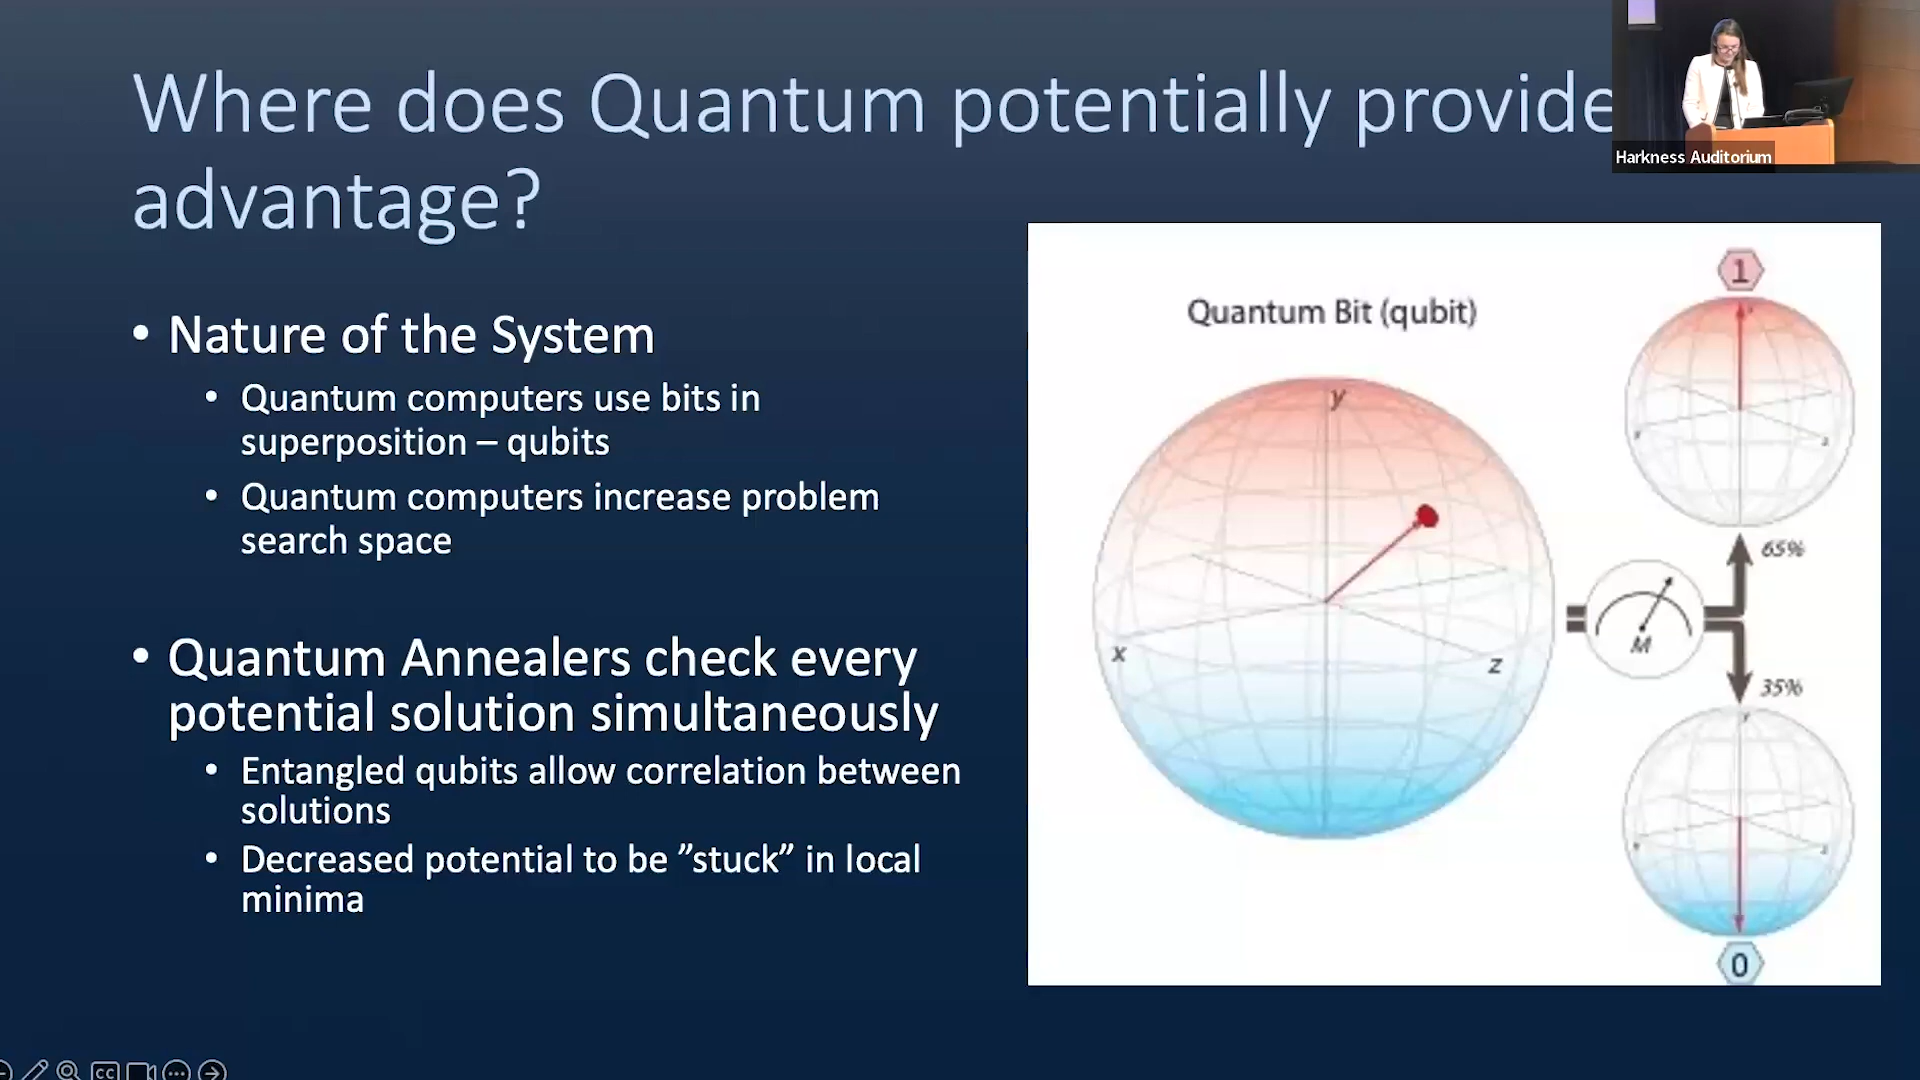 Where does Quantum potentially provide
advantage?
Harkness Auditorium
• Nature of the System
• Quantum computers use bits in
superposition – qubits
• Quantum computers increase problem
search space
• Quantum Annealers check every
potential solution simultaneously
• Entangled qubits allow correlation between
solutions
• Decreased potential to be ”stuck” in local
minima
Quantum Bit (qubit)
1
y
x
z
M
65%
35%
0
CC